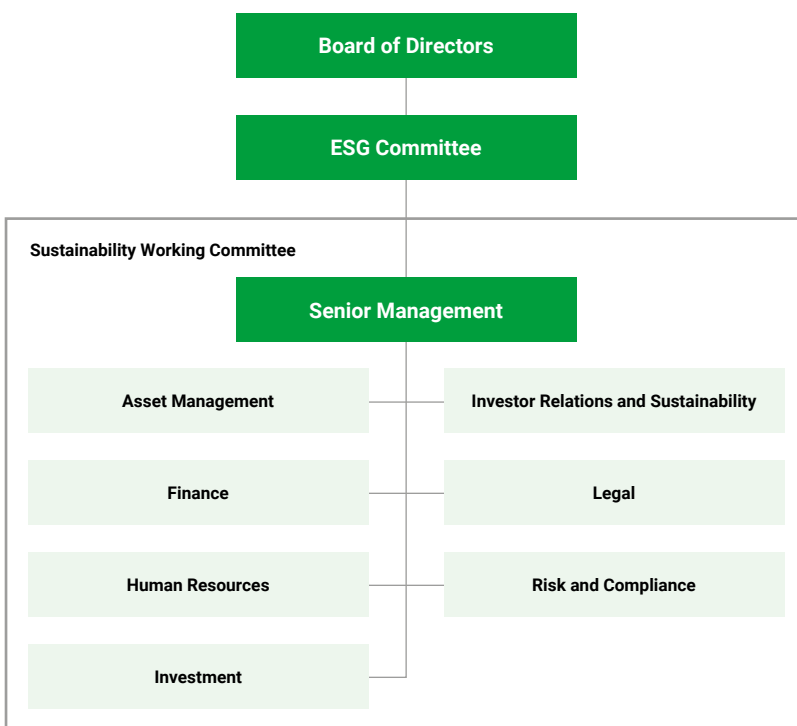 Board of Directors
ESG Committee
Sustainability Working Committee
Senior Management
Asset Management
Investor Relations and Sustainability
Finance
Legal
Human Resources
Risk and Compliance
Investment